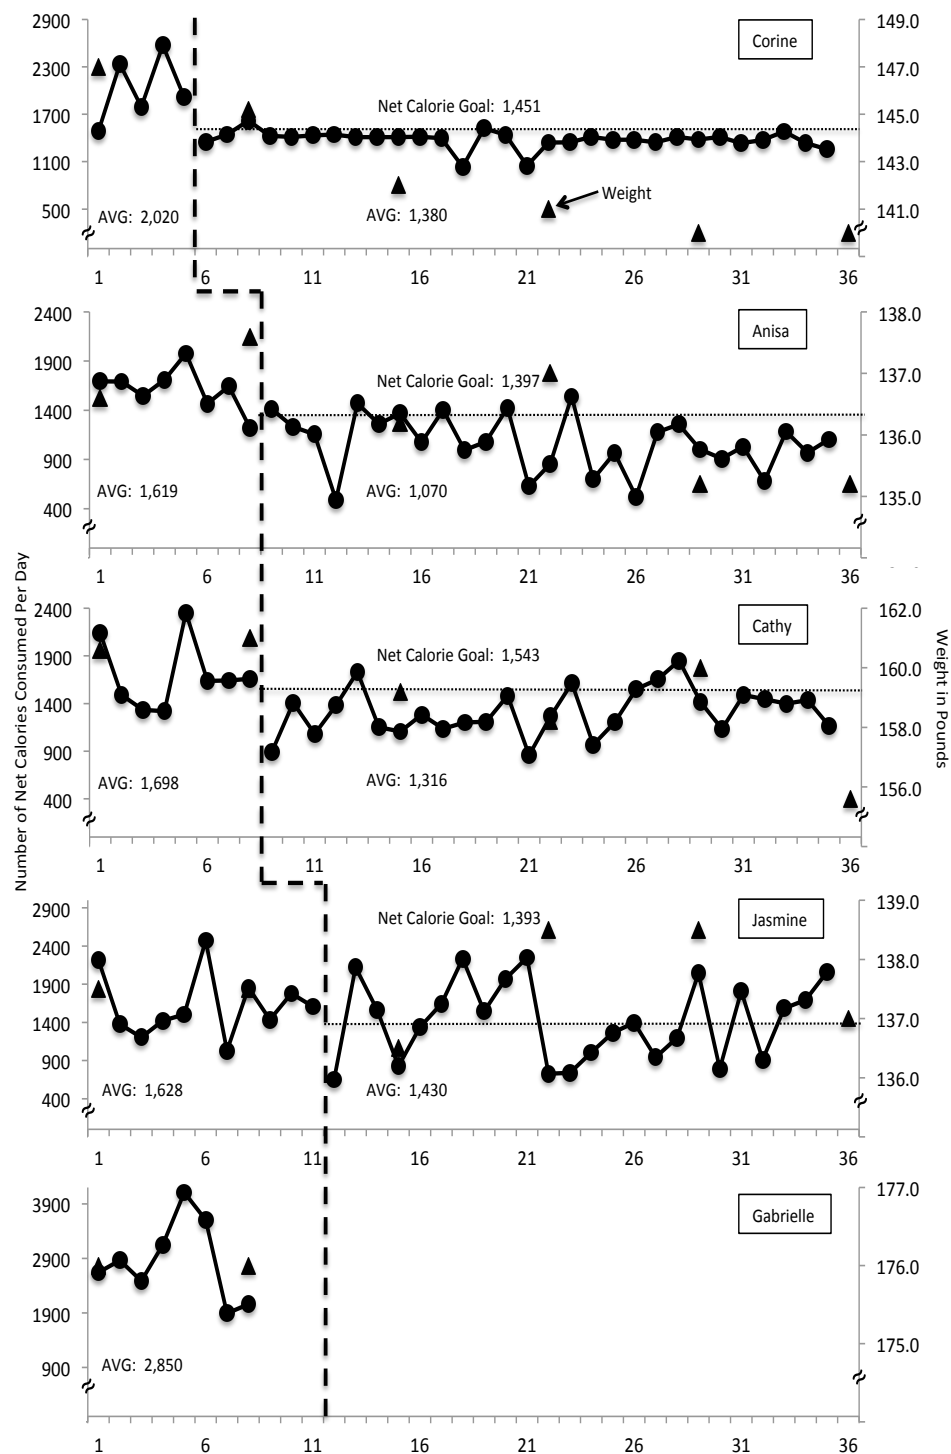 2900
2300
1700
1100
500
149.0
147.0
145.0
143.0
141.0
Corine
Net Calorie Goal: 1,451
Weight
AVG: 2,020
AVG: 1,380
1 6 11 16 21 26 31 36
2400
1900
1400
900
400
138.0
137.0
136.0
135.0
Anisa
Net Calorie Goal: 1,397
AVG: 1,619
AVG: 1,070
1 6 11 16 21 26 31 36
Number of Net Calories Consumed Per Day
Weight in Pounds
2400
1900
1400
900
400
162.0
160.0
158.0
156.0
Cathy
Net Calorie Goal: 1,543
AVG: 1,698
AVG: 1,316
1 6 11 16 21 26 31 36
2900
2400
1900
1400
900
400
139.0
138.0
137.0
136.0
Jasmine
Net Calorie Goal: 1,393
AVG: 1,628
AVG: 1,430
1 6 11 16 21 26 31 36
3900
2900
1900
900
177.0
176.0
175.0
Gabrielle
AVG: 2,850
1 6 11 16 21 26 31 36